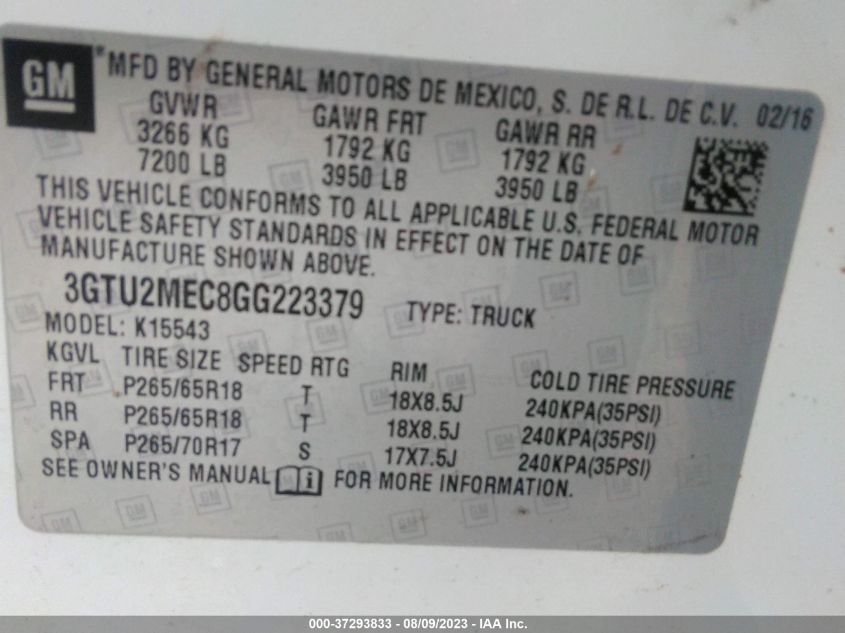 GM *MFD BY GENERAL MOTORS DE MEXICO, S. DE R.L. DE C.V. 02/16
GVWR GAWR FRT GAWR RR
3266 KG 1792 KG 1792 KG
7200 LB 3950 LB 3950 LB
THIS VEHICLE CONFORMS TO ALL APPLICABLE U.S. FEDERAL MOTOR
VEHICLE SAFETY STANDARDS IN EFFECT ON THE DATE OF
MANUFACTURE SHOWN ABOVE.
3GTU2MEC8GG223379 TYPE: TRUCK
MODEL: K15543
KGVL TIRE SIZE SPEED RTG RIM COLD TIRE PRESSURE
FRT P265/65R18 T 18X8.5J 240KPA(35PSI)
RR P265/65R18 T 18X8.5J 240KPA(35PSI)
SPA P265/70R17 S 17X7.5J 240KPA(35PSI)
SEE OWNER'S MANUAL i FOR MORE INFORMATION.
000-37293833 / 08/09/2023 - IAA Inc.